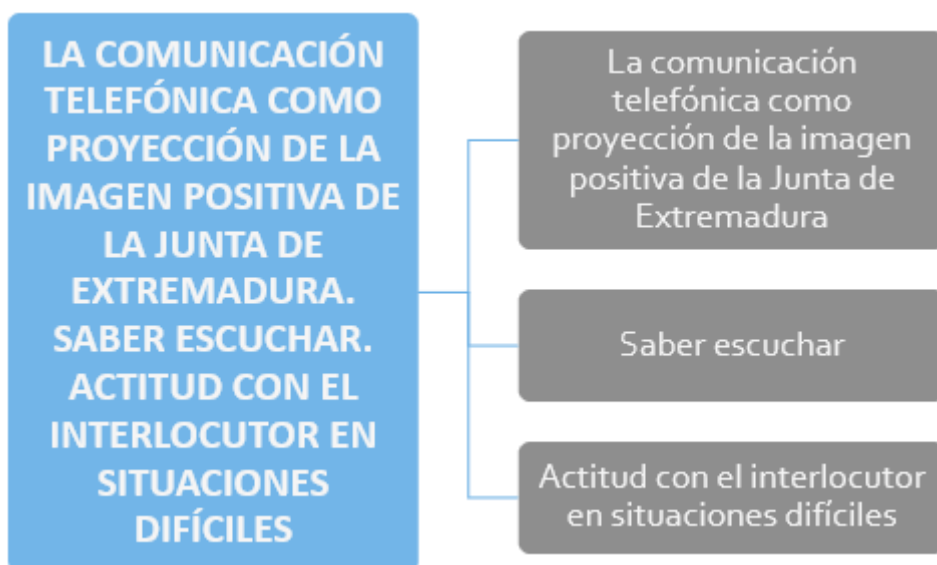 LA COMUNICACIÓN
TELEFÓNICA COMO
PROYECCIÓN DE LA
IMAGEN POSITIVA DE
LA JUNTA DE
EXTREMADURA.
SABER ESCUCHAR.
ACTITUD CON EL
INTERLOCUTOR EN
SITUACIONES
DIFÍCILES
La comunicación
telefónica como
proyección de la imagen
positiva de la Junta de
Extremadura
Saber escuchar
Actitud con el interlocutor
en situaciones difíciles